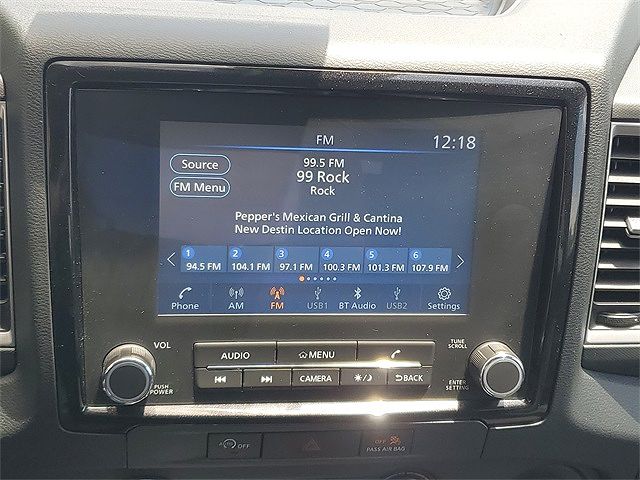 FM
12:18
Source
99.5 FM
FM Menu
99 Rock
Rock
Pepper's Mexican Grill & Cantina
New Destin Location Open Now!
1 2 3 4 5 6
94.5 FM 104.1 FM 97.1 FM 100.3 FM 101.3 FM 107.9 FM
Phone AM FM USB1 BT Audio USB2 Settings
VOL
AUDIO MENU
TUNE
SCROLL
PUSH
POWER
CAMERA BACK
ENTER
SETTING
OFF
OFF
PASS AIR BAG